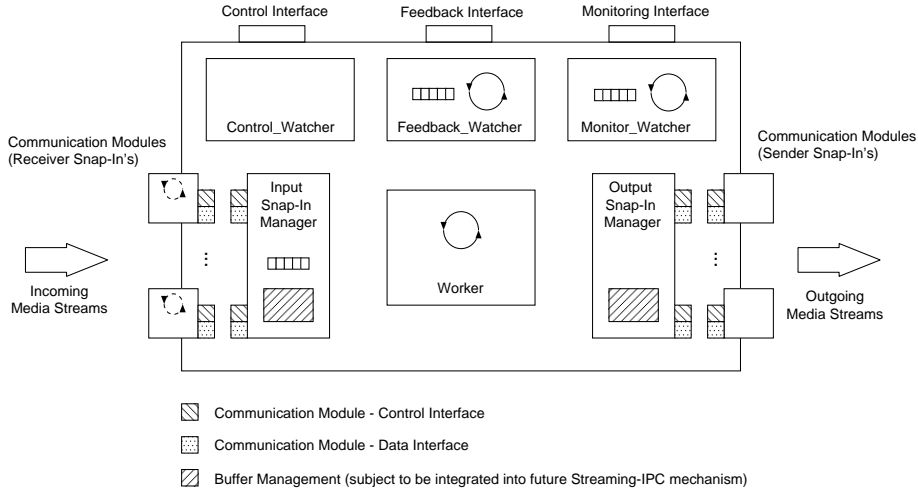 Control Interface
Feedback Interface
Monitoring Interface
Control_Watcher
Feedback_Watcher
Monitor_Watcher
Communication Modules
(Receiver Snap-In's)
Communication Modules
(Sender Snap-In's)
Input
Snap-In
Manager
Output
Snap-In
Manager
...
...
Worker
Incoming
Media Streams
Outgoing
Media Streams
Communication Module - Control Interface
Communication Module - Data Interface
Buffer Management (subject to be integrated into future Streaming-IPC mechanism)